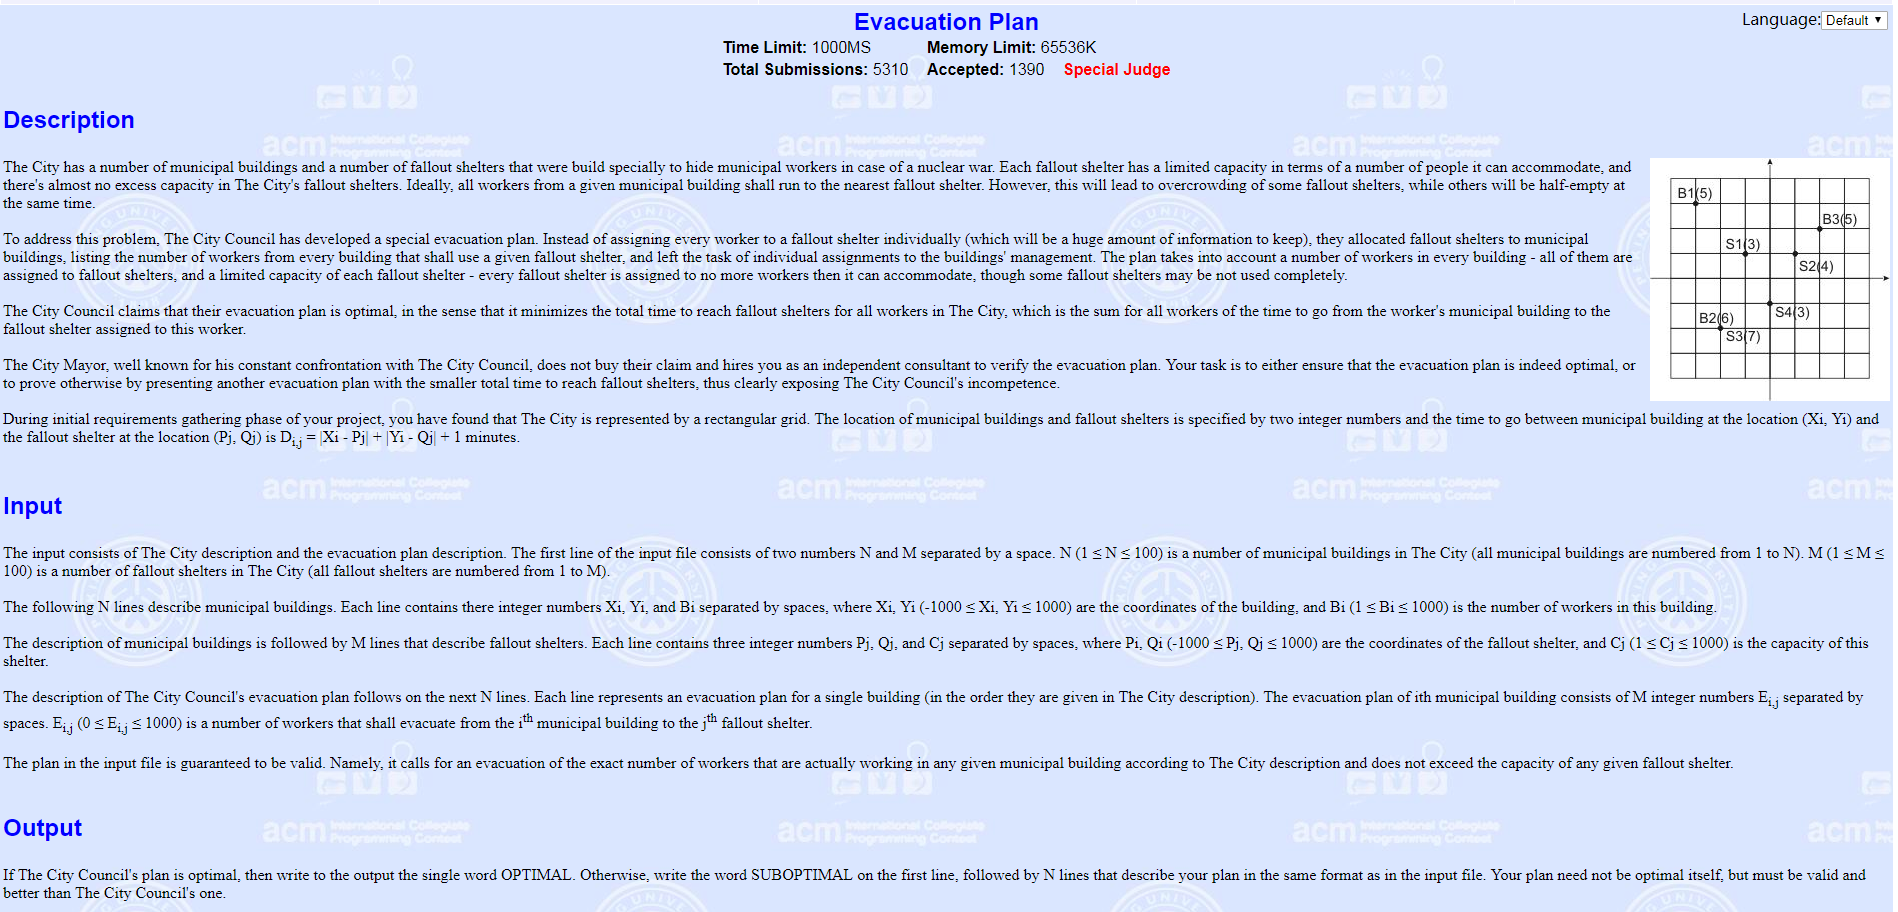 Evacuation Plan
Language: Default
Time Limit: 1000MS Memory Limit: 65536K
Total Submissions: 5310 Accepted: 1390 Special Judge
Description
The City has a number of municipal buildings and a number of fallout shelters that were build specially to hide municipal workers in case of a nuclear war. Each fallout shelter has a limited capacity in terms of a number of people it can accommodate, and
there's almost no excess capacity in The City's fallout shelters. Ideally, all workers from a given municipal building shall run to the nearest fallout shelter. However, this will lead to overcrowding of some fallout shelters, while others will be half-empty at
the same time.
To address this problem, The City Council has developed a special evacuation plan. Instead of assigning every worker to a fallout shelter individually (which will be a huge amount of information to keep), they allocated fallout shelters to municipal
buildings, listing the number of workers from every building that shall use a given fallout shelter, and left the task of individual assignments to the buildings' management. The plan takes into account a number of workers in every building - all of them are
assigned to fallout shelters, and a limited capacity of each fallout shelter - every fallout shelter is assigned to no more workers then it can accommodate, though some fallout shelters may be not used completely.
The City Council claims that their evacuation plan is optimal, in the sense that it minimizes the total time to reach fallout shelters for all workers in The City, which is the sum for all workers of the time to go from the worker's municipal building to the
fallout shelter assigned to this worker.
The City Mayor, well known for his constant confrontation with The City Council, does not buy their claim and hires you as an independent consultant to verify the evacuation plan. Your task is to either ensure that the evacuation plan is indeed optimal, or
to prove otherwise by presenting another evacuation plan with the smaller total time to reach fallout shelters, thus clearly exposing The City Council's incompetence.
During initial requirements gathering phase of your project, you have found that The City is represented by a rectangular grid. The location of municipal buildings and fallout shelters is specified by two integer numbers and the time to go between municipal building at the location (Xi, Yi) and
the fallout shelter at the location (Pj, Qj) is Di,j = |Xi - Pj| + |Yi - Qj| + 1 minutes.
B1(5)
B3(5)
S1(3)
S2(4)
B2(6)
S4(3)
S3(7)
Input
The input consists of The City description and the evacuation plan description. The first line of the input file consists of two numbers N and M separated by a space. N (1 ≤ N ≤ 100) is a number of municipal buildings in The City (all municipal buildings are numbered from 1 to N). M (1 ≤ M ≤
100) is a number of fallout shelters in The City (all fallout shelters are numbered from 1 to M).
The following N lines describe municipal buildings. Each line contains there integer numbers Xi, Yi, and Bi separated by spaces, where Xi, Yi (-1000 ≤ Xi, Yi ≤ 1000) are the coordinates of the building, and Bi (1 ≤ Bi ≤ 1000) is the number of workers in this building.
The description of municipal buildings is followed by M lines that describe fallout shelters. Each line contains three integer numbers Pj, Qj, and Cj separated by spaces, where Pi, Qi (-1000 ≤ Pj, Qj ≤ 1000) are the coordinates of the fallout shelter, and Cj (1 ≤ Cj ≤ 1000) is the capacity of this
shelter.
The description of The City Council's evacuation plan follows on the next N lines. Each line represents an evacuation plan for a single building (in the order they are given in The City description). The evacuation plan of ith municipal building consists of M integer numbers Ei,j separated by
spaces. Ei,j (0 ≤ Ei,j ≤ 1000) is a number of workers that shall evacuate from the ith municipal building to the jth fallout shelter.
The plan in the input file is guaranteed to be valid. Namely, it calls for an evacuation of the exact number of workers that are actually working in any given municipal building according to The City description and does not exceed the capacity of any given fallout shelter.
Output
If The City Council's plan is optimal, then write to the output the single word OPTIMAL. Otherwise, write the word SUBOPTIMAL on the first line, followed by N lines that describe your plan in the same format as in the input file. Your plan need not be optimal itself, but must be valid and
better than The City Council's one.